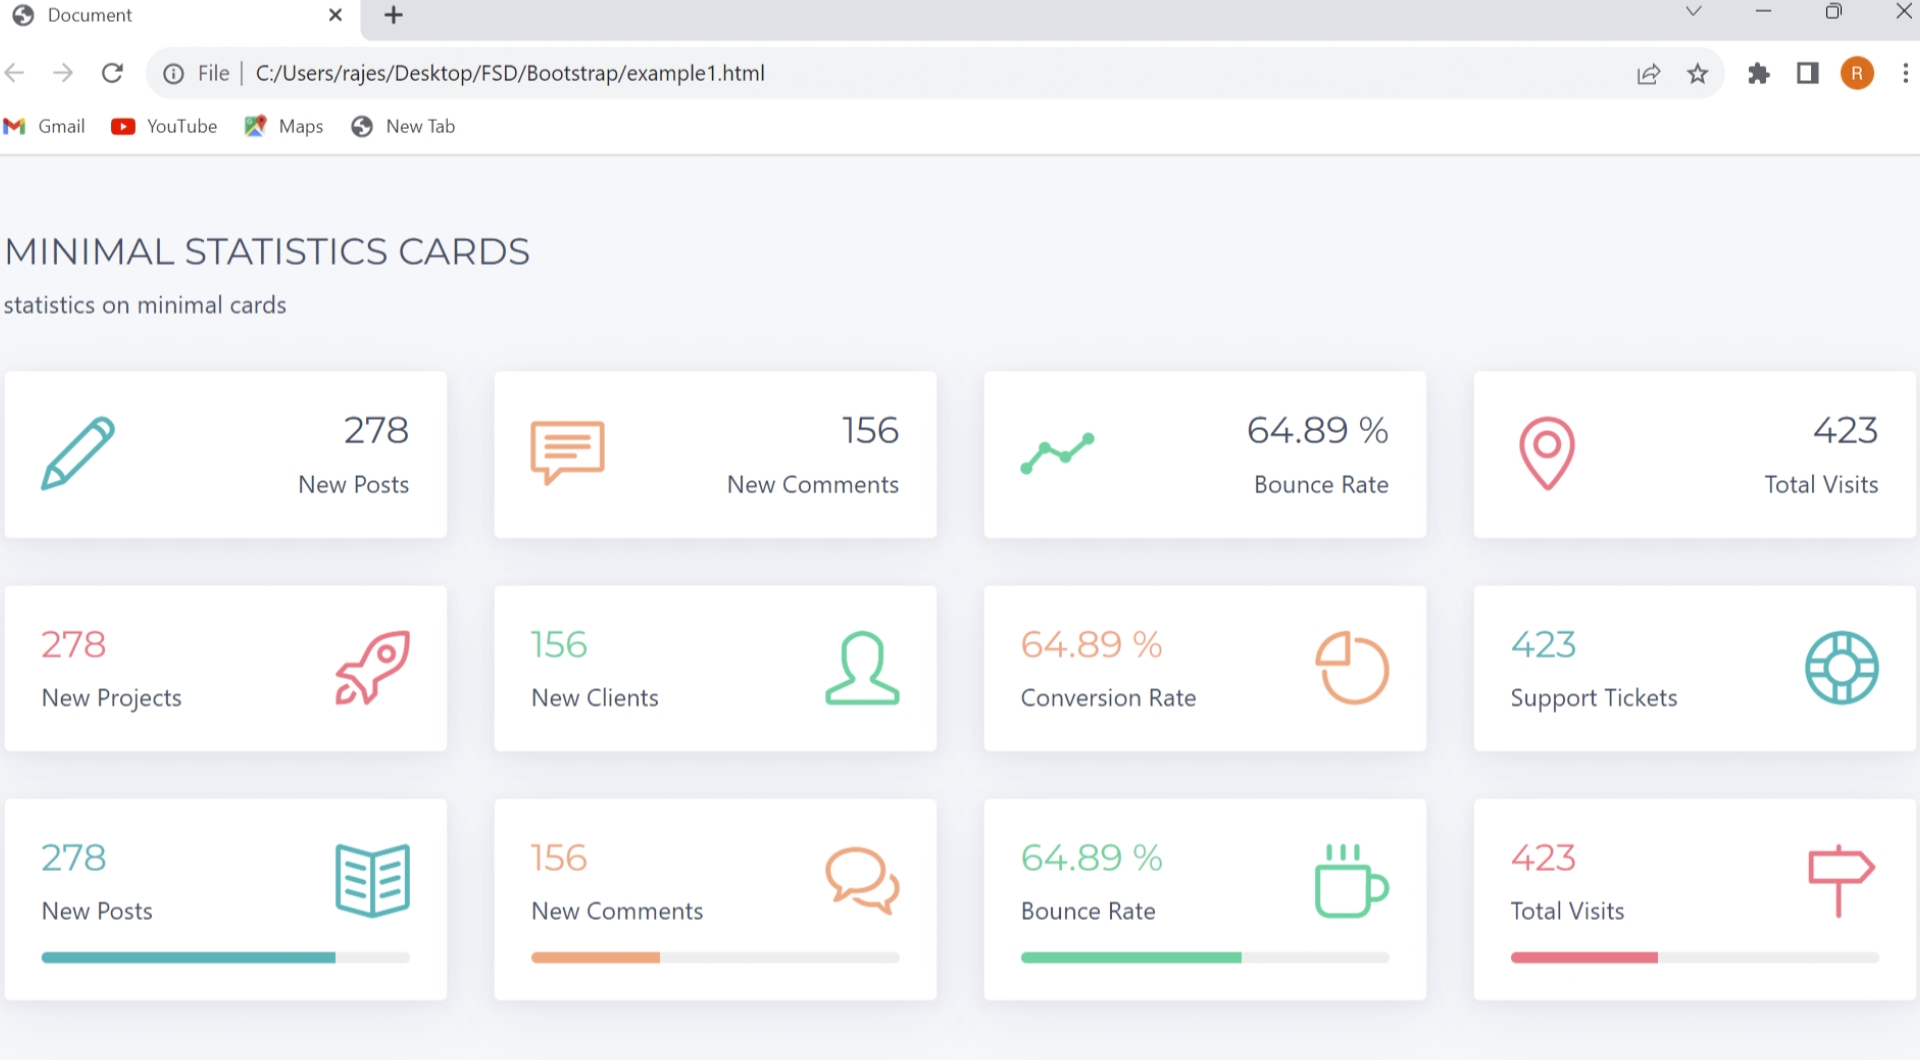 Document
File C:/Users/rajes/Desktop/FSD/Bootstrap/example1.html R
Gmail YouTube Maps New Tab
MINIMAL STATISTICS CARDS
statistics on minimal cards
278
New Posts
156
New Comments
64.89 %
Bounce Rate
423
Total Visits
278
New Projects
156
New Clients
64.89 %
Conversion Rate
423
Support Tickets
278
New Posts
156
New Comments
64.89 %
Bounce Rate
423
Total Visits